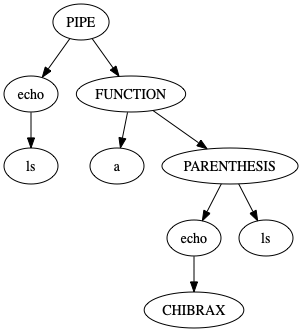 PIPE
echo
FUNCTION
ls
a
PARENTHESIS
echo
ls
CHIBRAX